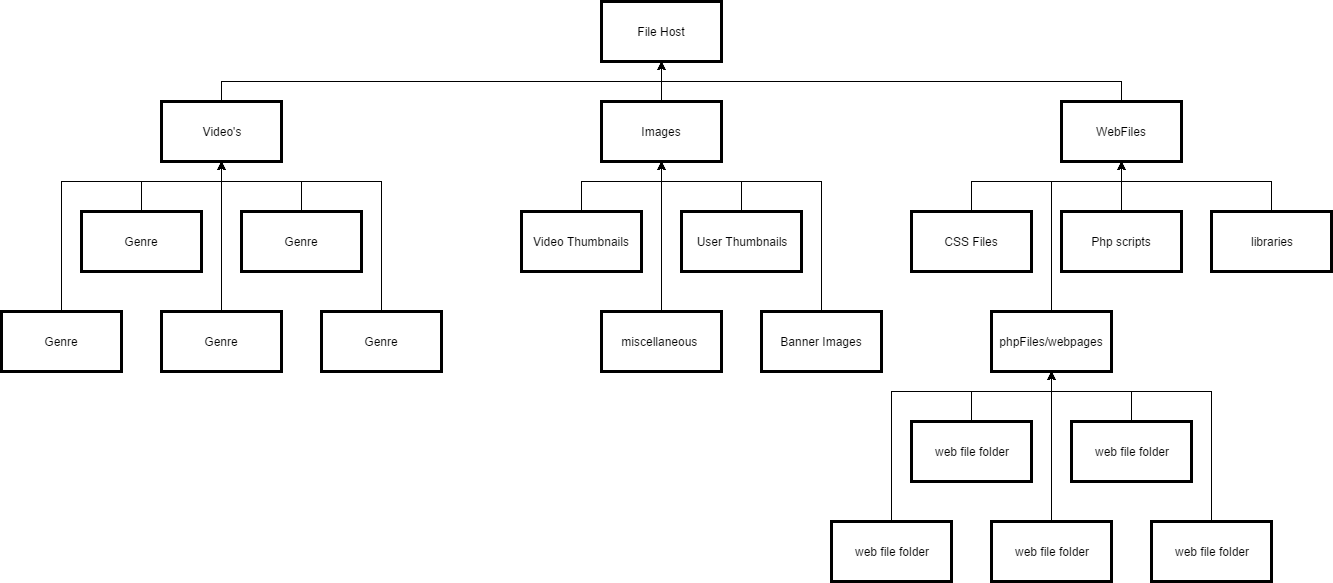 File Host
Video's
Images
WebFiles
Genre
Genre
Video Thumbnails
User Thumbnails
CSS Files
Php scripts
libraries
Genre
Genre
Genre
miscellaneous
Banner Images
phpFiles/webpages
web file folder
web file folder
web file folder
web file folder
web file folder